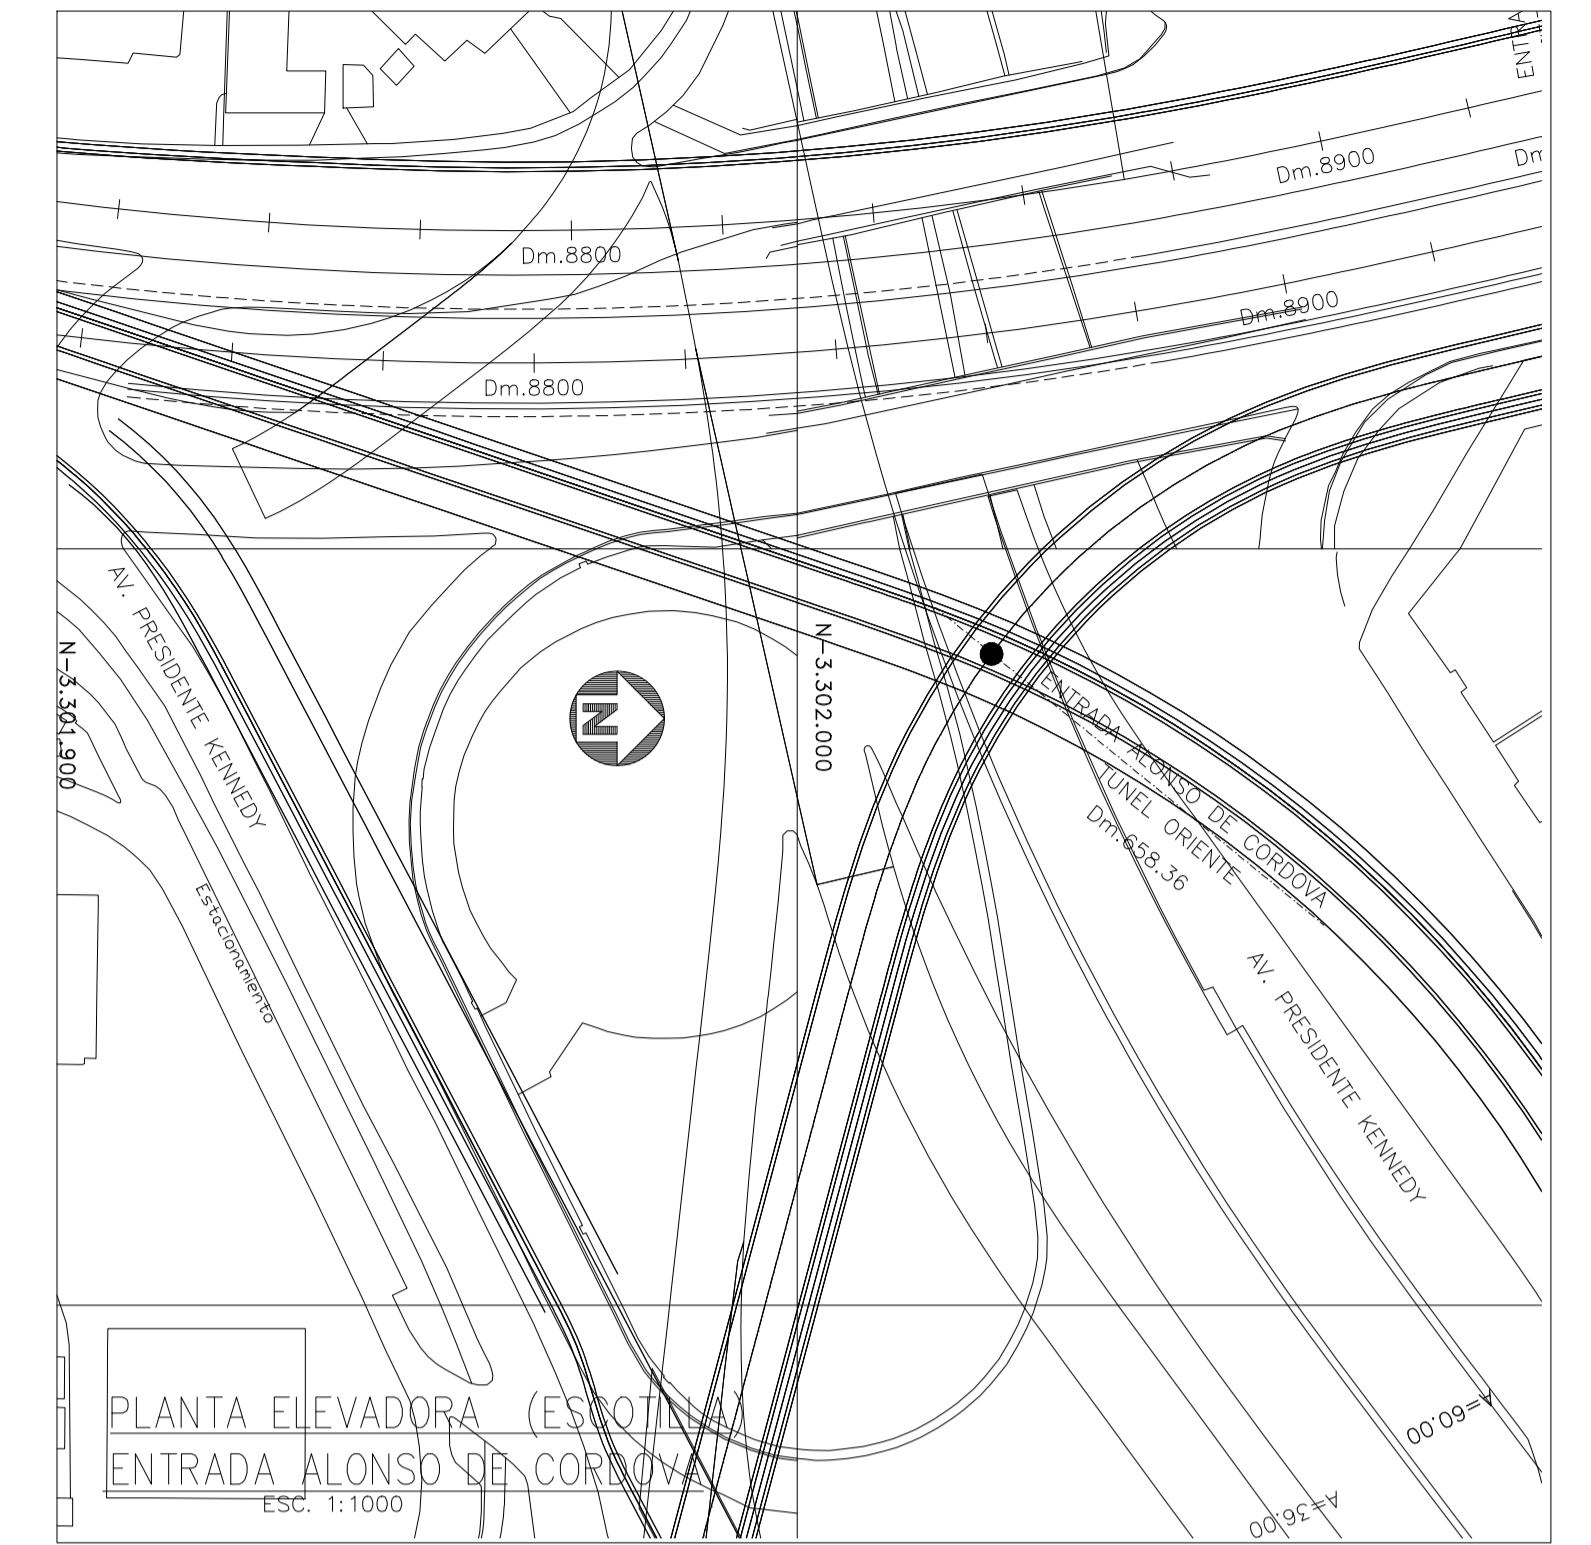 ENTRA
Dm.8900
Dm
Dm.8800
Dm.8900
Dm.8800
AV. PRESIDENTE KENNEDY
N-3.301.900
N-3.302.000
N
ENTRADA ALONSO DE CORDOVA
TUNEL ORIENTE
Dm.658.36
Estacionamiento
AV. PRESIDENTE KENNEDY
A=60.00
A=36.00
PLANTA ELEVADORA (ESCOTILLA)
ENTRADA ALONSO DE CORDOVA
ESC. 1:1000